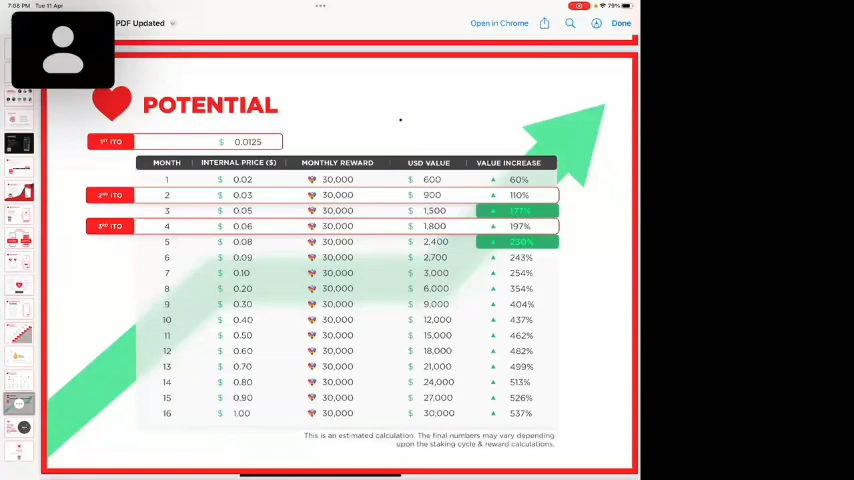 7:08 PM Tue 11 Apr
79%
PDF Updated
Open in Chrome
Done
POTENTIAL
1ST ITO $ 0.0125
MONTH INTERNAL PRICE ($) MONTHLY REWARD USD VALUE VALUE INCREASE
1 $ 0.02 30,000 $ 600 ▲ 60%
2ND ITO 2 $ 0.03 30,000 $ 900 ▲ 110%
3 $ 0.05 30,000 $ 1,500 ▲ 177%
3RD ITO 4 $ 0.06 30,000 $ 1,800 ▲ 197%
5 $ 0.08 30,000 $ 2,400 ▲ 230%
6 $ 0.09 30,000 $ 2,700 ▲ 243%
7 $ 0.10 30,000 $ 3,000 ▲ 254%
8 $ 0.20 30,000 $ 6,000 ▲ 354%
9 $ 0.30 30,000 $ 9,000 ▲ 404%
10 $ 0.40 30,000 $ 12,000 ▲ 437%
11 $ 0.50 30,000 $ 15,000 ▲ 462%
12 $ 0.60 30,000 $ 18,000 ▲ 482%
13 $ 0.70 30,000 $ 21,000 ▲ 499%
14 $ 0.80 30,000 $ 24,000 ▲ 513%
15 $ 0.90 30,000 $ 27,000 ▲ 526%
16 $ 1.00 30,000 $ 30,000 ▲ 537%
This is an estimated calculation. The final numbers may vary depending
upon the staking cycle & reward calculations.